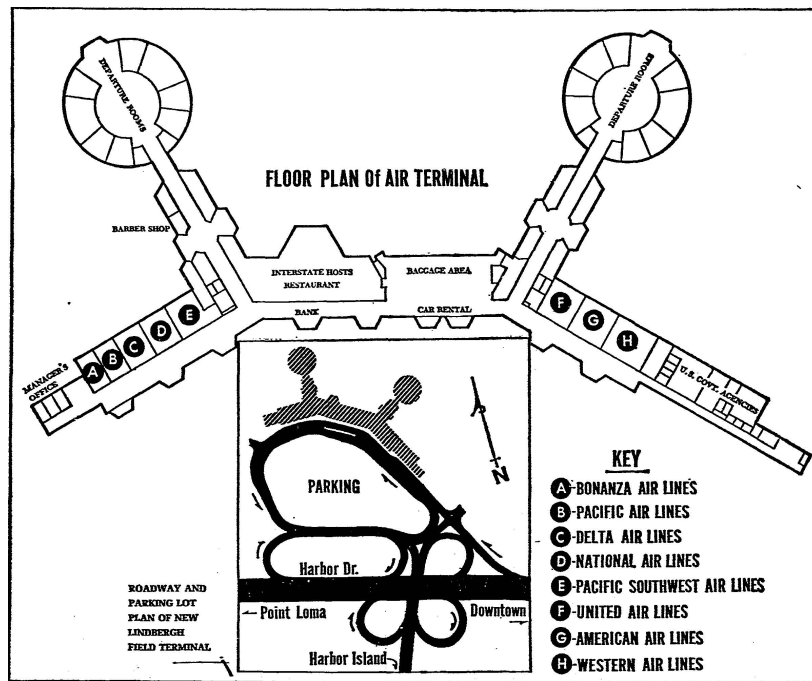 DEPARTURE ROOMS
DEPARTURE ROOMS
FLOOR PLAN Of AIR TERMINAL
BARBER SHOP
INTERSTATE HOSTS
RESTAURANT
BAGGAGE AREA
BANK
CAR RENTAL
A
B
C
D
E
F
G
H
MANAGER'S
OFFICE
U.S. GOVT. AGENCIES
PARKING
N
Harbor Dr.
Point Loma
Downtown
Harbor Island
ROADWAY AND
PARKING LOT
PLAN OF NEW
LINDBERGH
FIELD TERMINAL
KEY
A-BONANZA AIR LINES
B-PACIFIC AIR LINES
C-DELTA AIR LINES
D-NATIONAL AIR LINES
E-PACIFIC SOUTHWEST AIR LINES
F-UNITED AIR LINES
G-AMERICAN AIR LINES
H-WESTERN AIR LINES